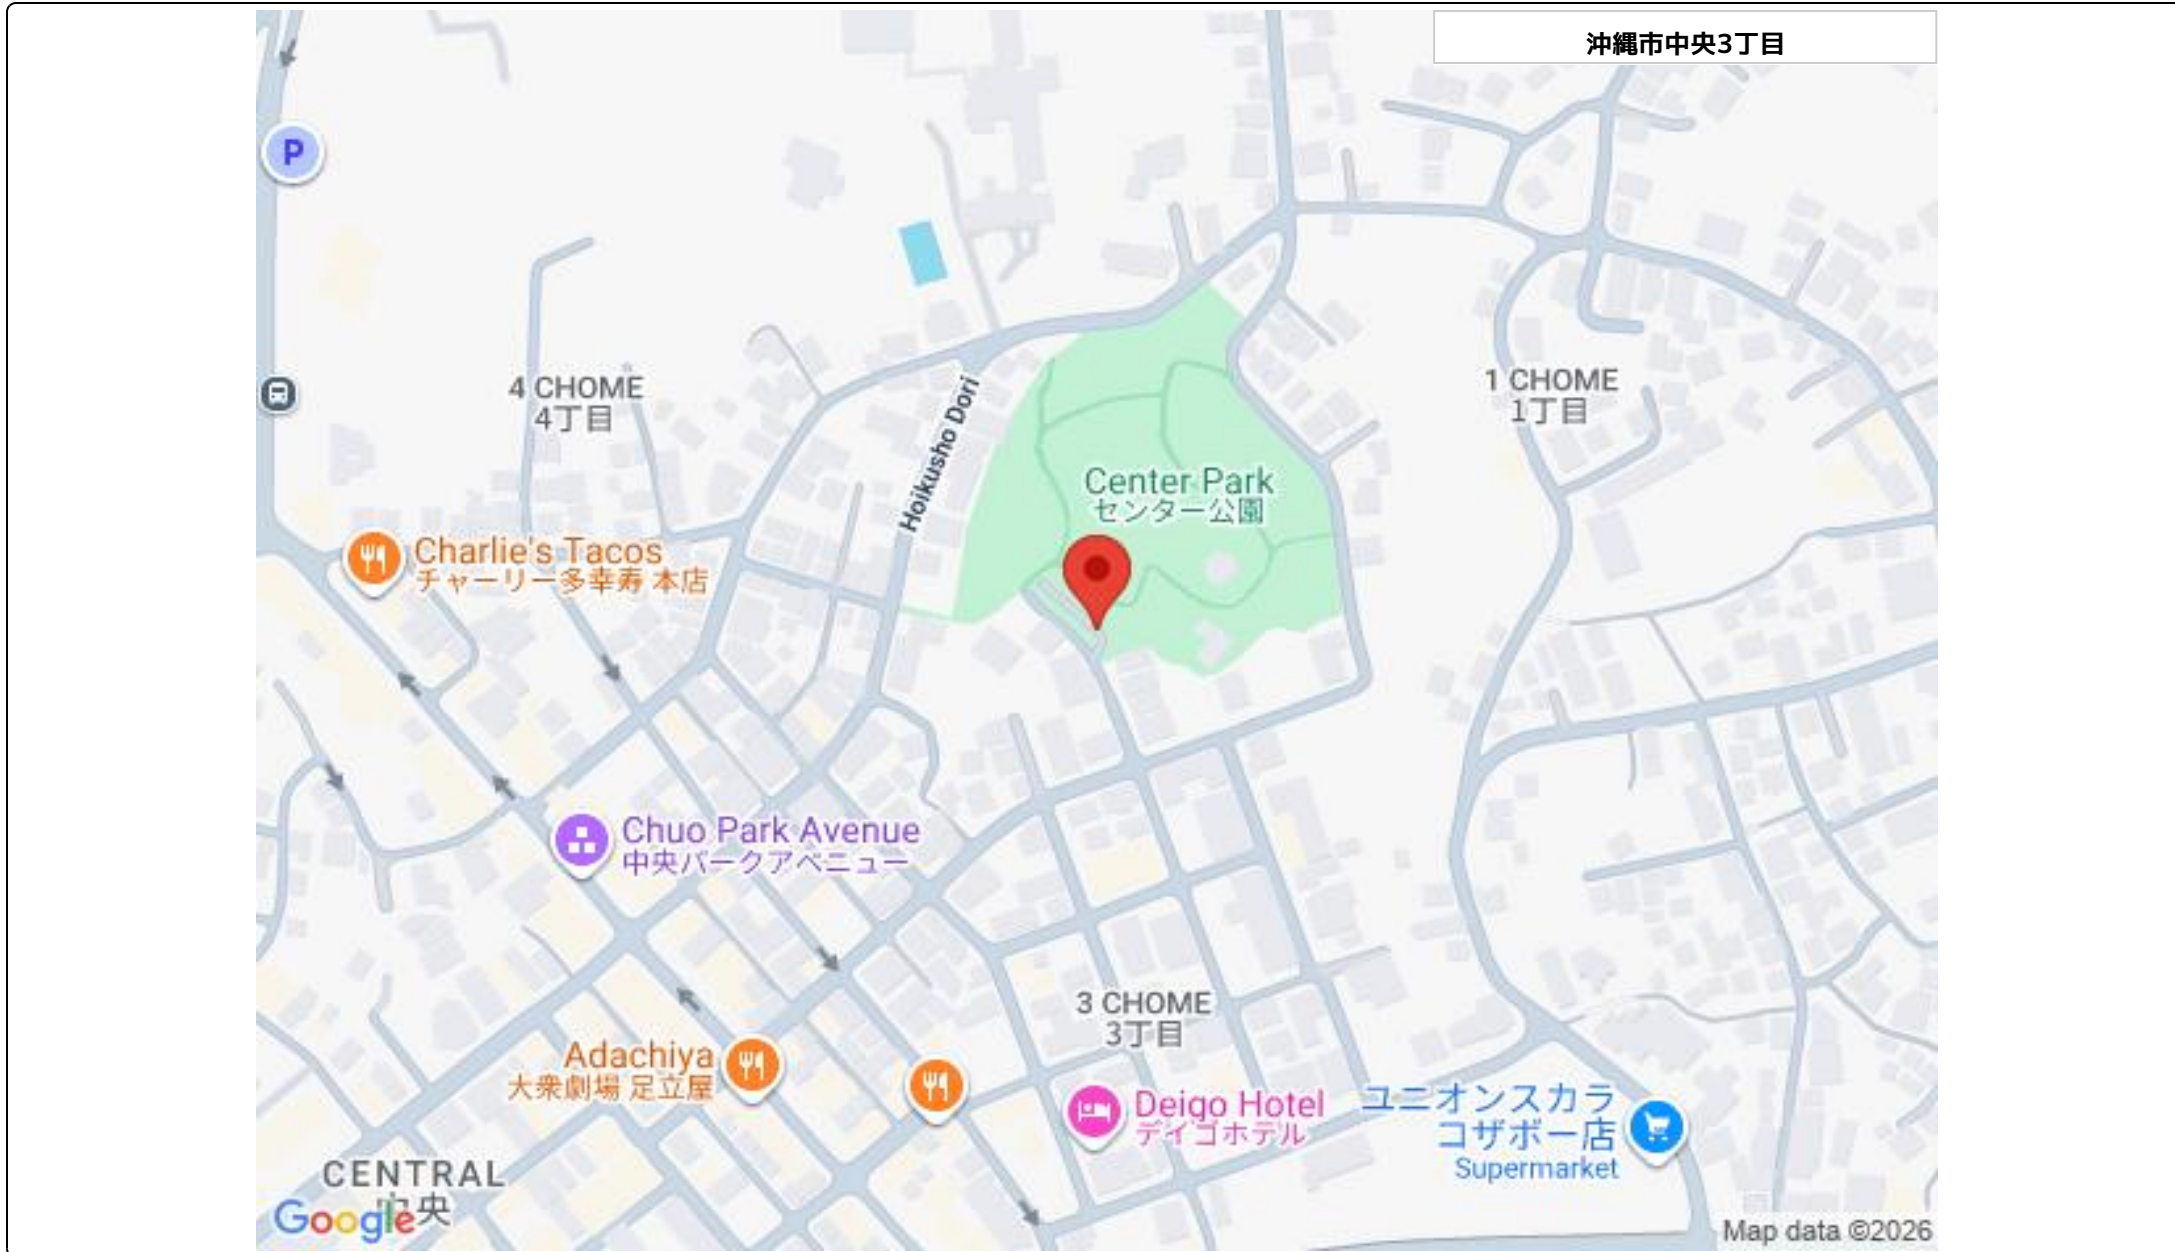 沖縄市中央3丁目
P
4 CHOME
4丁目
1 CHOME
1丁目
Hoikusho Dori
Center Park
センター公園
Charlie's Tacos
チャーリー多幸寿 本店
Chuo Park Avenue
中央パークアベニュー
3 CHOME
3丁目
Adachiya
大衆劇場 足立屋
Deigo Hotel
デイゴホテル
ユニオンスカラ
コザボー店
Supermarket
CENTRAL
中央
Google
Map data ©2026